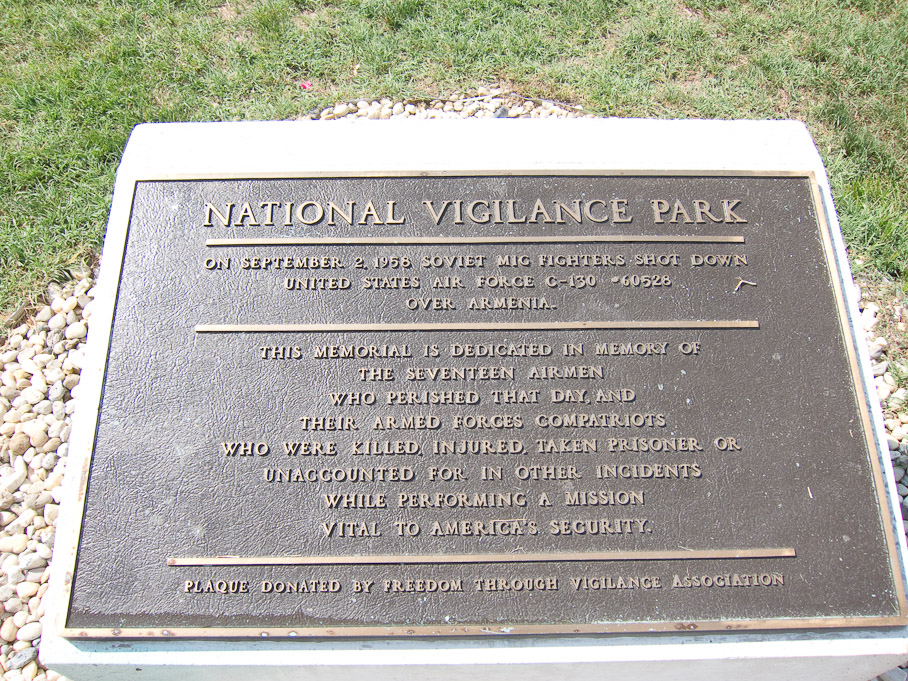 NATIONAL VIGILANCE PARK
ON SEPTEMBER 2, 1958 SOVIET MIG FIGHTERS SHOT DOWN
UNITED STATES AIR FORCE C-130 #60528
OVER ARMENIA.
THIS MEMORIAL IS DEDICATED IN MEMORY OF
THE SEVENTEEN AIRMEN
WHO PERISHED THAT DAY, AND
THEIR ARMED FORCES COMPATRIOTS
WHO WERE KILLED, INJURED, TAKEN PRISONER OR
UNACCOUNTED FOR IN OTHER INCIDENTS
WHILE PERFORMING A MISSION
VITAL TO AMERICA'S SECURITY.
PLAQUE DONATED BY FREEDOM THROUGH VIGILANCE ASSOCIATION